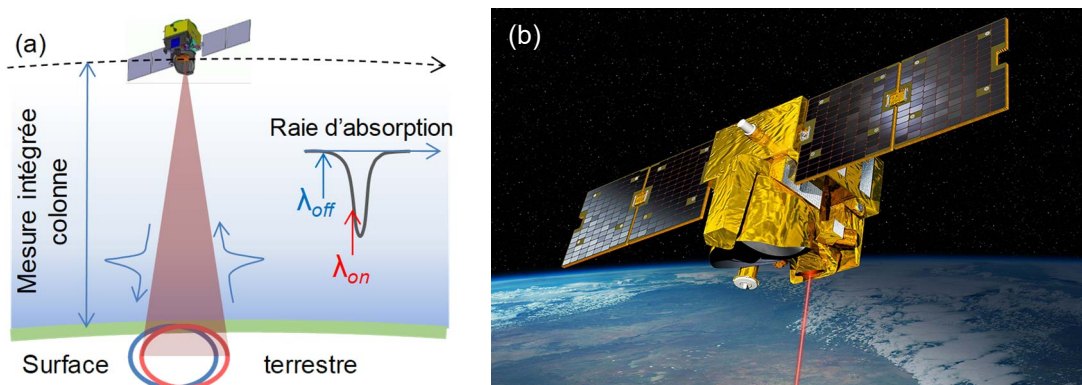 (a)
Mesure intégrée
colonne
Raie d'absorption
λoff
λon
Surface terrestre
(b)